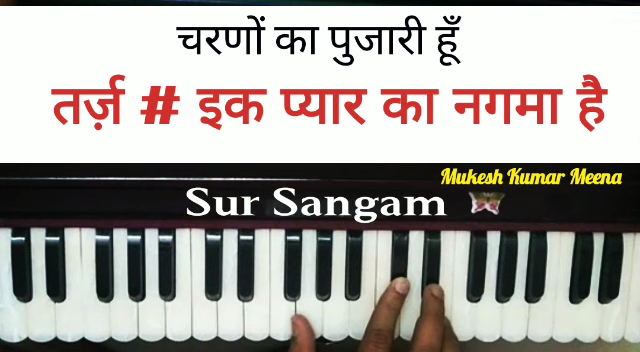 चरणों का पुजारी हूँ
तर्ज़ # इक प्यार का नगमा है
Mukesh Kumar Meena
Sur Sangam